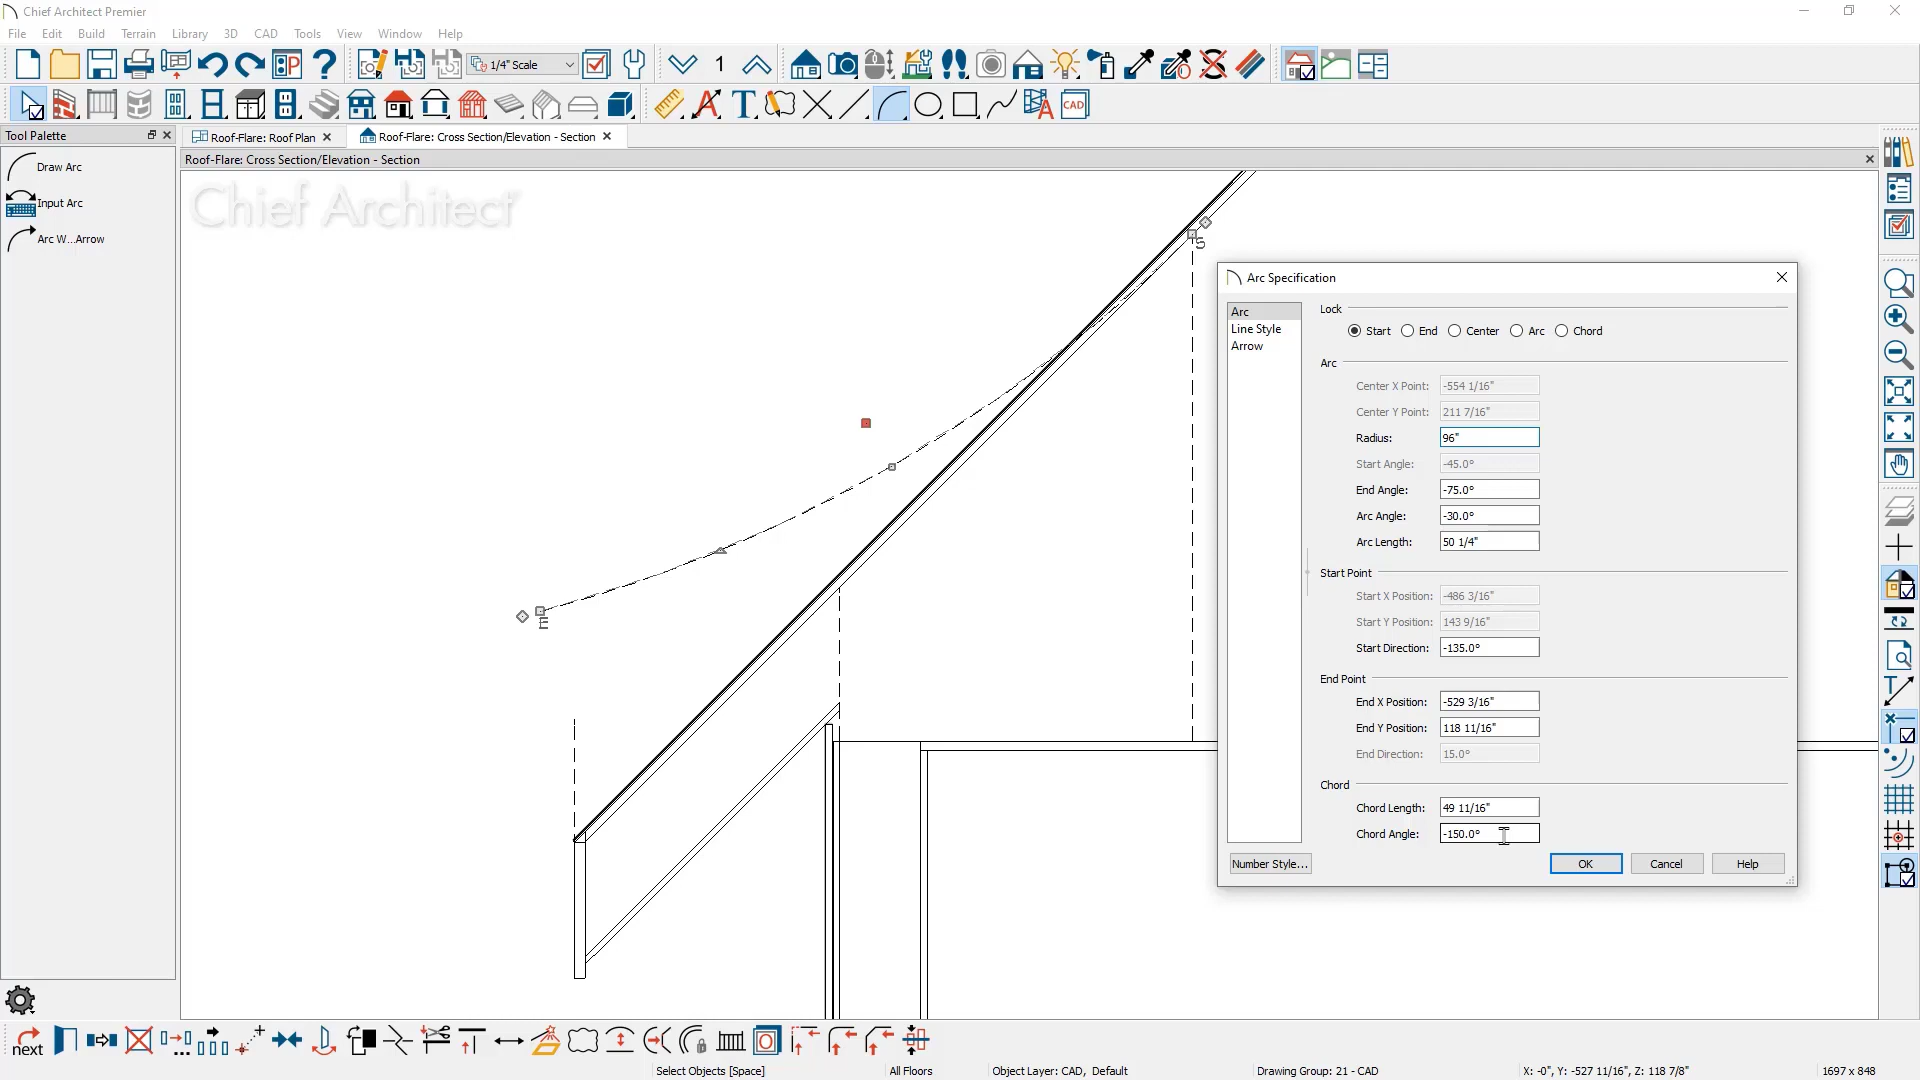 Chief Architect Premier
File Edit Build Terrain Library 3D CAD Tools View Window Help
1/4" Scale
1
CAD
Tool Palette
Roof-Flare: Roof Plan
Roof-Flare: Cross Section/Elevation - Section
Roof-Flare: Cross Section/Elevation - Section
Draw Arc
Input Arc
Arc W...Arrow
Chief Architect
S
E
Arc Specification
Arc
Line Style
Arrow
Lock
Start End Center Arc Chord
Arc
Center X Point: -554 1/16"
Center Y Point: 211 7/16"
Radius: 96"
Start Angle: -45.0°
End Angle: -75.0°
Arc Angle: -30.0°
Arc Length: 50 1/4"
Start Point
Start X Position: -486 3/16"
Start Y Position: 143 9/16"
Start Direction: -135.0°
End Point
End X Position: -529 3/16"
End Y Position: 118 11/16"
End Direction: 15.0°
Chord
Chord Length: 49 11/16"
Chord Angle: -150.0°
Number Style... OK Cancel Help
next
Select Objects [Space] All Floors Object Layer: CAD, Default Drawing Group: 21 - CAD X: -0", Y: -527 11/16", Z: 118 7/8" 1697 x 848